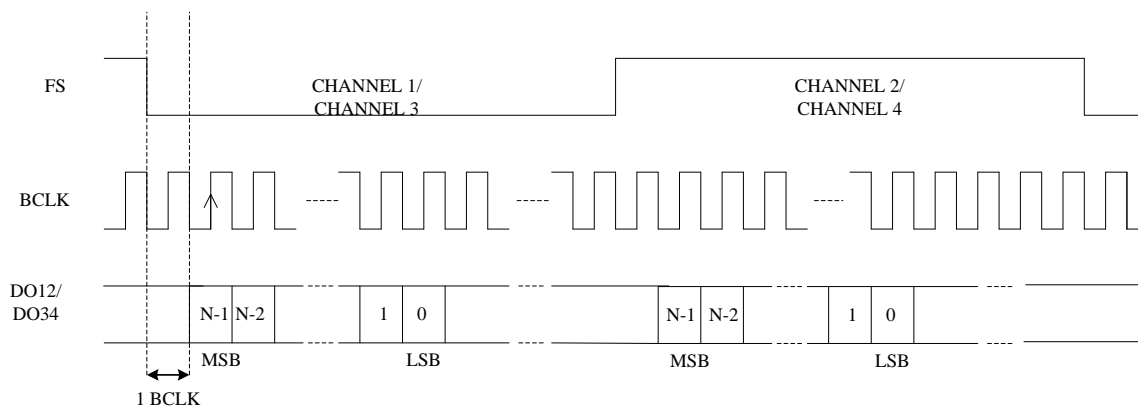 FS
CHANNEL 1/
CHANNEL 3
CHANNEL 2/
CHANNEL 4
BCLK
DO12/
DO34
N-1 N-2 1 0 N-1 N-2 1 0
MSB LSB MSB LSB
1 BCLK